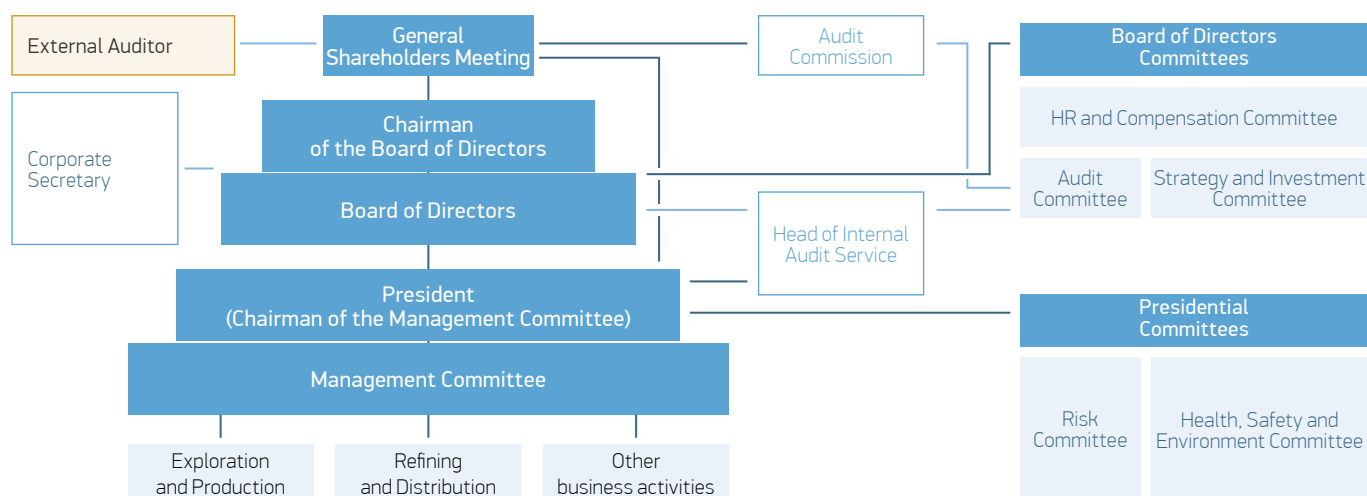 External Auditor
General
Shareholders Meeting
Audit
Commission
Board of Directors
Committees
Corporate
Secretary
Chairman
of the Board of Directors
HR and Compensation Committee
Board of Directors
Audit
Committee
Strategy and Investment
Committee
Head of Internal
Audit Service
President
(Chairman of the Management Committee)
Presidential
Committees
Management Committee
Risk
Committee
Health, Safety and
Environment Committee
Exploration
and Production
Refining
and Distribution
Other
business activities